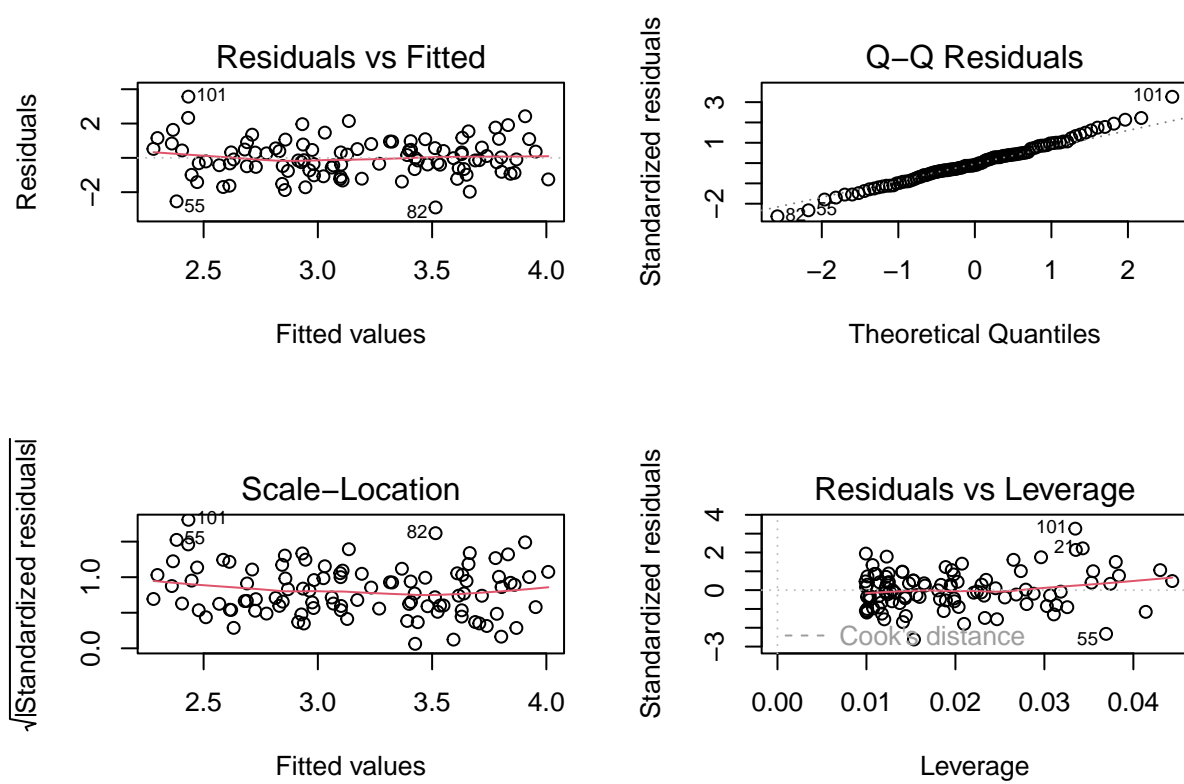 Residuals vs Fitted
Residuals
2
−2
101
55
82
2.5 3.0 3.5 4.0
Fitted values
Q−Q Residuals
Standardized residuals
3
1
−2
101
82
55
−2 −1 0 1 2
Theoretical Quantiles
Scale−Location
√|Standardized residuals|
1.0
0.0
101
55
82
2.5 3.0 3.5 4.0
Fitted values
Residuals vs Leverage
Standardized residuals
4
2
0
−3
101
21
55
Cook's distance
0.00 0.01 0.02 0.03 0.04
Leverage